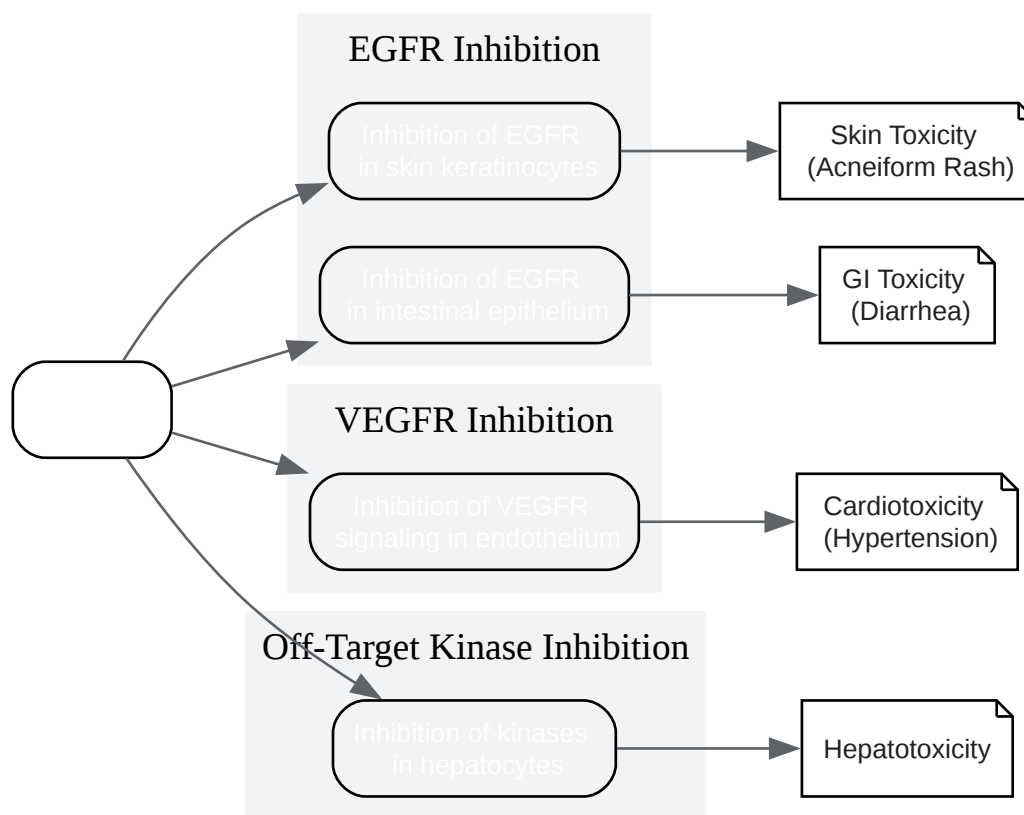 EGFR Inhibition
Inhibition of EGFR
in skin keratinocytes
Skin Toxicity
(Acneiform Rash)
Inhibition of EGFR
in intestinal epithelium
GI Toxicity
(Diarrhea)
VEGFR Inhibition
Inhibition of VEGFR
signaling in endothelium
Cardiotoxicity
(Hypertension)
Off-Target Kinase Inhibition
Inhibition of kinases
in hepatocytes
Hepatotoxicity